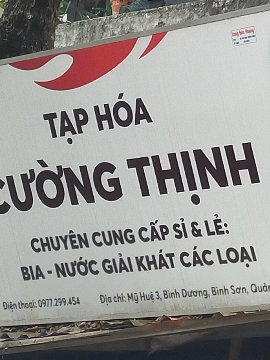 TẠP HÓA
CƯỜNG THỊNH
CHUYÊN CUNG CẤP SỈ & LẺ:
BIA - NƯỚC GIẢI KHÁT CÁC LOẠI
Điện thoại: 0977.299.454 Địa chỉ: Mỹ Huệ 3, Bình Dương, Bình Sơn, Quản